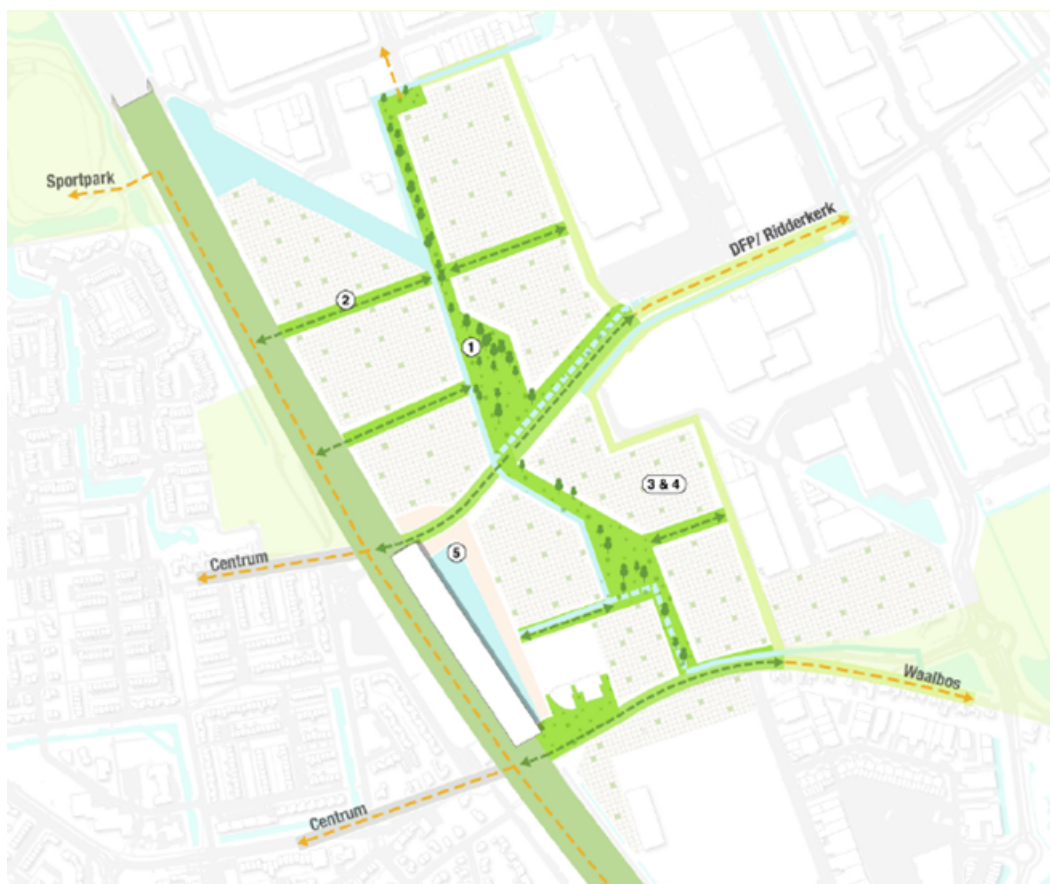 Sportpark
DFP/ Ridderkerk
2
1
3 & 4
Centrum
5
Waalbos
Centrum